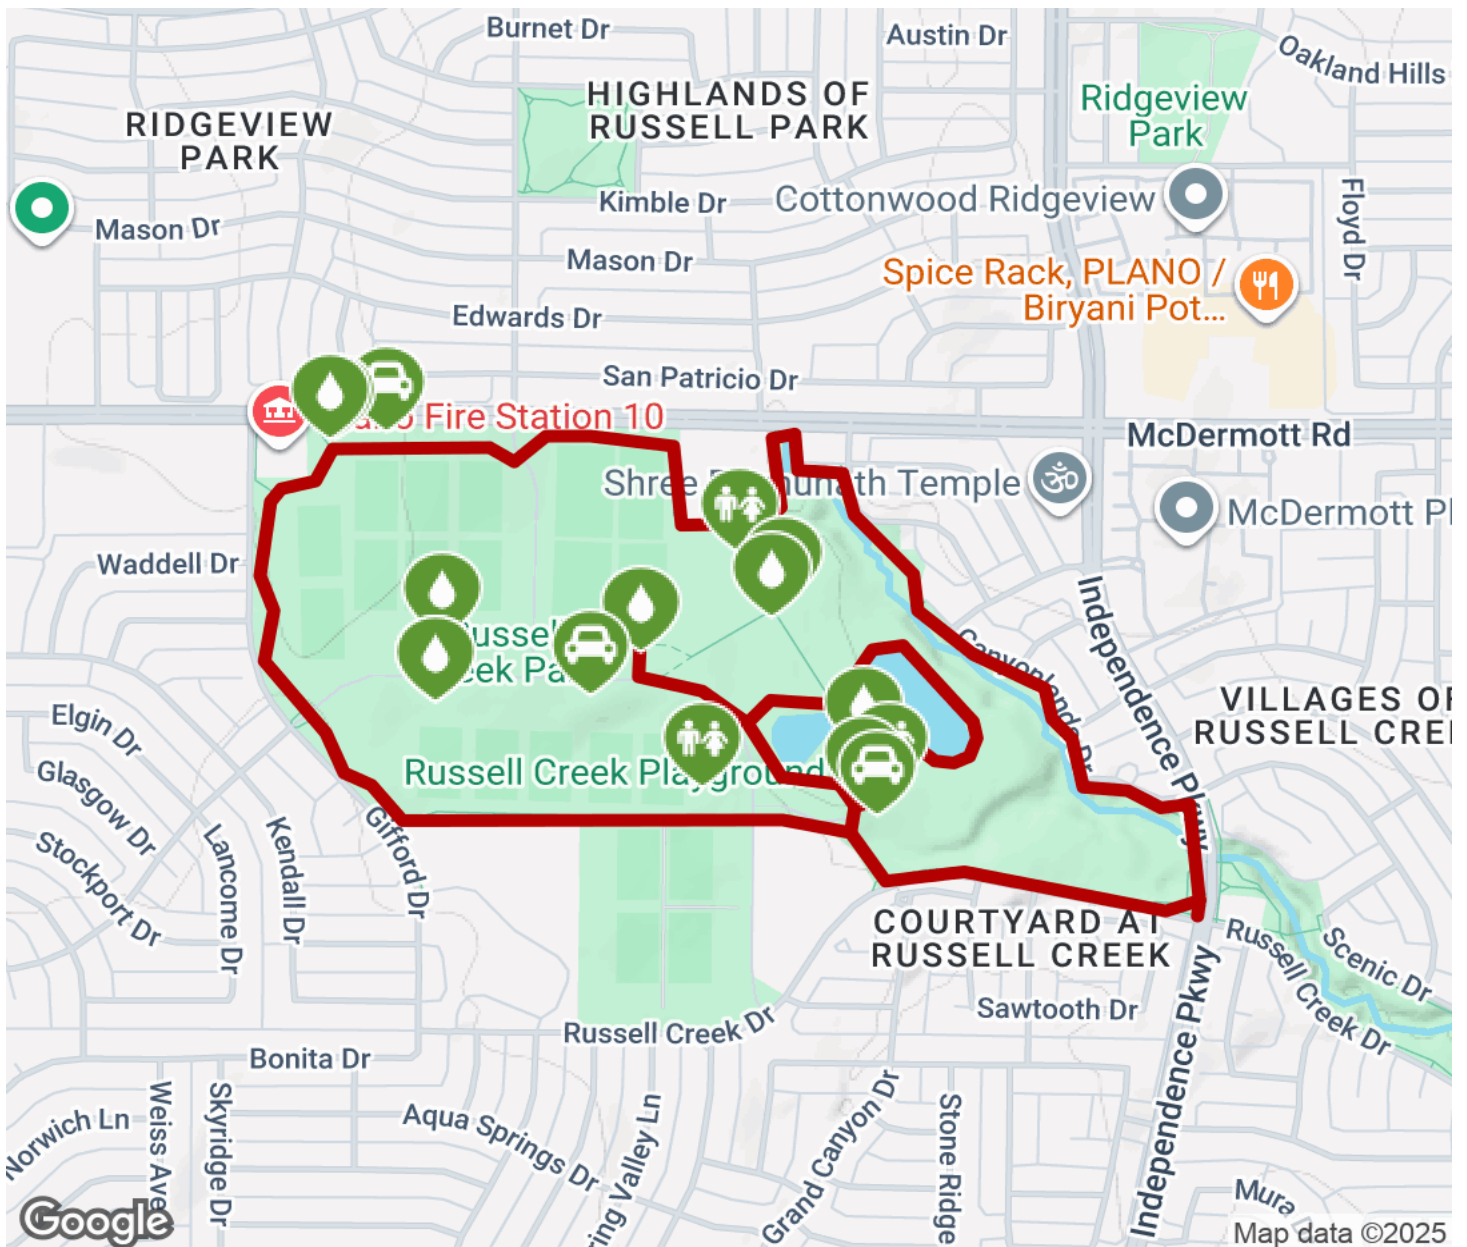 Burnet Dr
Austin Dr
Oakland Hills
HIGHLANDS OF
RUSSELL PARK
Ridgeview
Park
RIDGEVIEW
PARK
Kimble Dr
Cottonwood Ridgeview
Floyd Dr
Mason Dr
Mason Dr
Spice Rack, PLANO /
Biryani Pot...
Edwards Dr
San Patricio Dr
Fire Station 10
McDermott Rd
Shree
Temple
McDermott
Waddell Dr
Independence Pkwy
Canyonlands Dr
VILLAGES OF
RUSSELL
Elgin Dr
Russell Creek Playground
Glasgow Dr
Gifford Dr
Kendall Dr
Lancome Dr
Stockport Dr
COURTYARD AT
RUSSELL CREEK
Scenic Dr
Russell Creek Dr
Independence Pkwy
Sawtooth Dr
Russell Creek Dr
Bonita Dr
Weiss Ave
Skyridge Dr
Norwich Ln
Aqua Springs Dr
Valley Ln
Grand Canyon Dr
Stone Ridge
Mura
Google
Map data ©2025